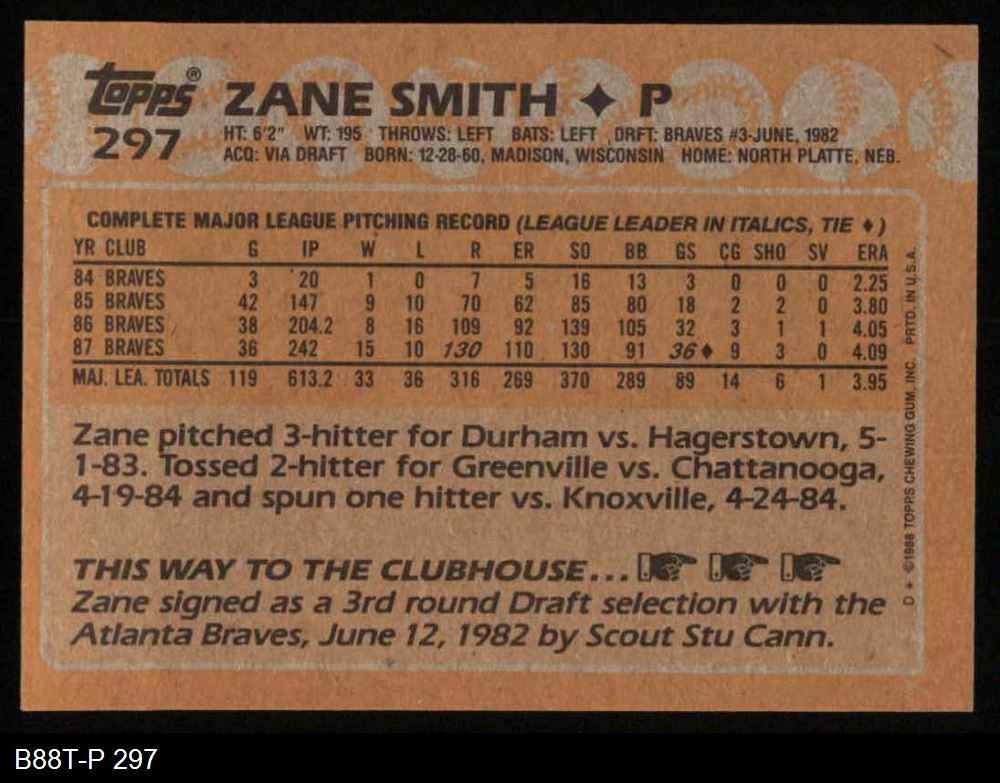 topps® ZANE SMITH ✦ P
297 HT: 6'2" WT: 195 THROWS: LEFT BATS: LEFT DRFT: BRAVES #3-JUNE, 1982
ACQ: VIA DRAFT BORN: 12-28-60, MADISON, WISCONSIN HOME: NORTH PLATTE, NEB.
COMPLETE MAJOR LEAGUE PITCHING RECORD (LEAGUE LEADER IN ITALICS, TIE ♦)
YR CLUB G IP W L R ER SO BB GS CG SHO SV ERA
84 BRAVES 3 20 1 0 7 5 16 13 3 0 0 0 2.25
85 BRAVES 42 147 9 10 70 62 85 80 18 2 2 0 3.80
86 BRAVES 38 204.2 8 16 109 92 139 105 32 3 1 1 4.05
87 BRAVES 36 242 15 10 130 110 130 91 36♦ 9 3 0 4.09
MAJ. LEA. TOTALS 119 613.2 33 36 316 269 370 289 89 14 6 1 3.95
Zane pitched 3-hitter for Durham vs. Hagerstown, 5-
1-83. Tossed 2-hitter for Greenville vs. Chattanooga,
4-19-84 and spun one hitter vs. Knoxville, 4-24-84.
THIS WAY TO THE CLUBHOUSE...
Zane signed as a 3rd round Draft selection with the
Atlanta Braves, June 12, 1982 by Scout Stu Cann.
D* ©1988 TOPPS CHEWING GUM, INC. PRTD. IN U.S.A.
B88T-P 297